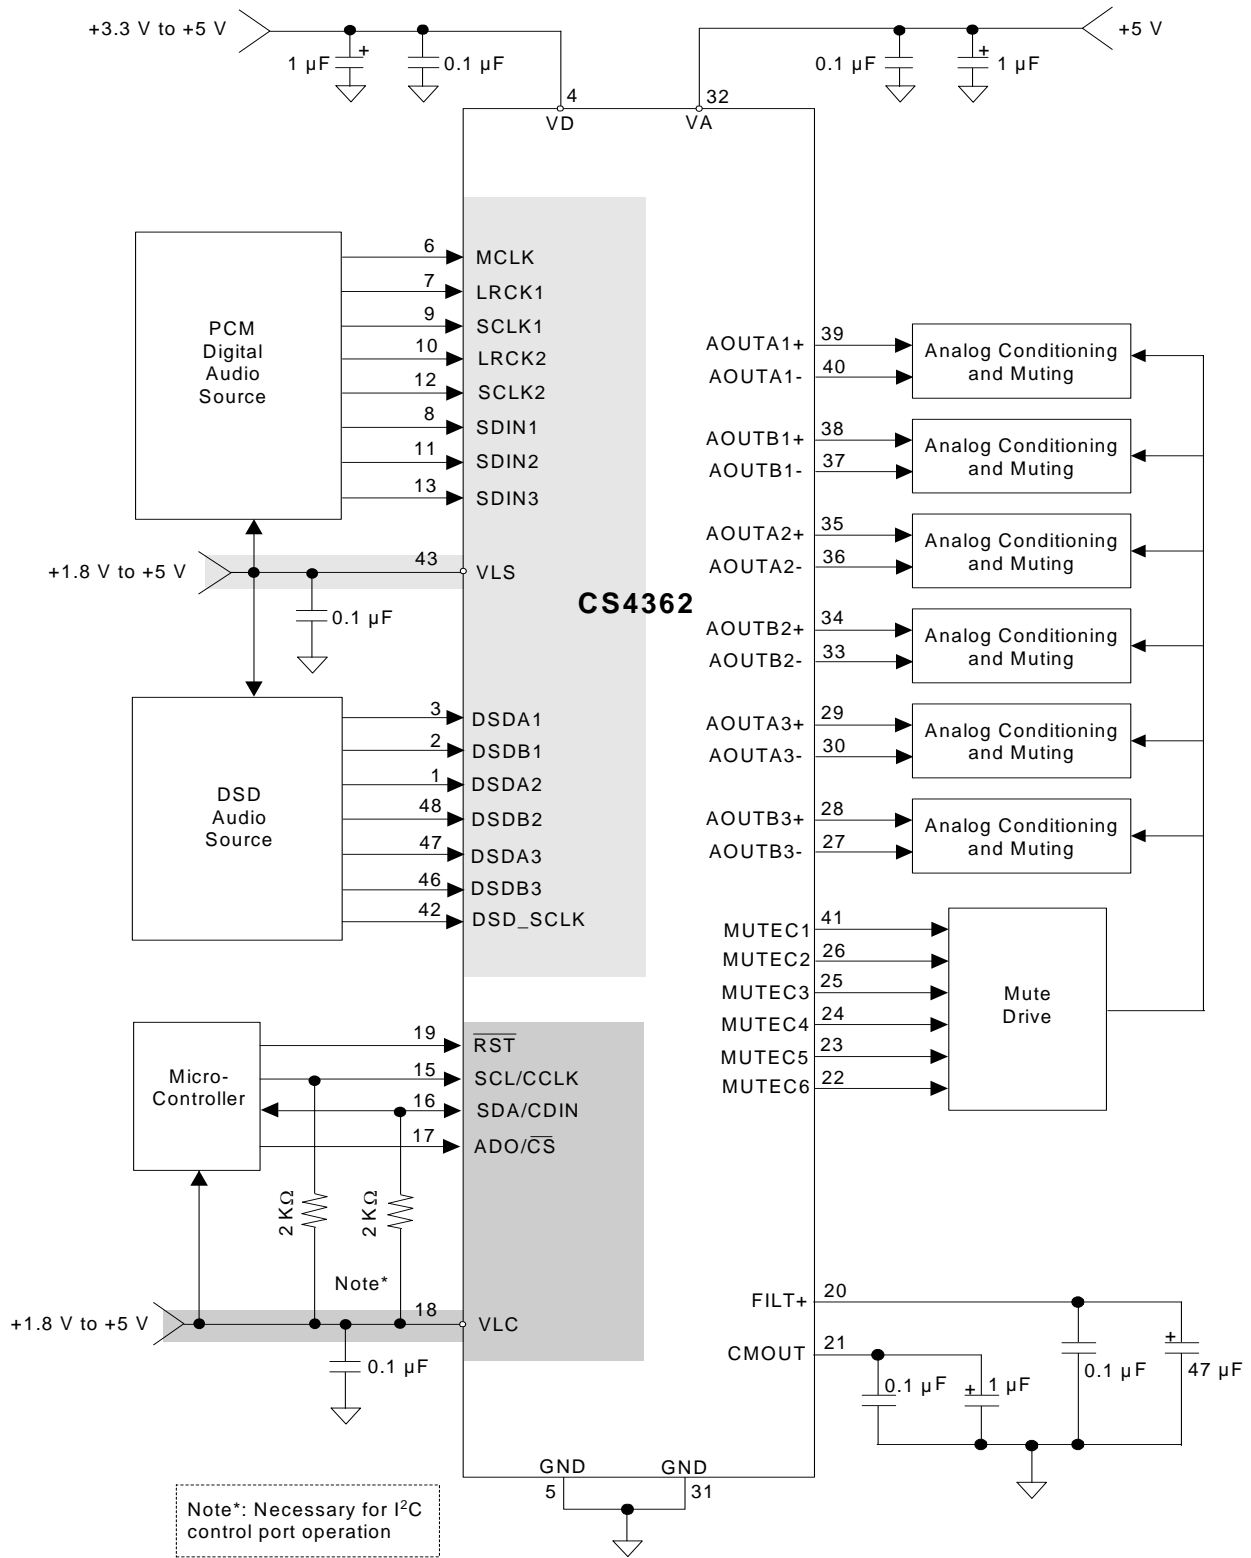 +3.3 V to +5 V
1 µF
+
0.1 µF
0.1 µF
+
1 µF
+5 V
4
VD
32
VA
PCM
Digital
Audio
Source
6
MCLK
7
LRCK1
9
SCLK1
10
LRCK2
12
SCLK2
8
SDIN1
11
SDIN2
13
SDIN3
+1.8 V to +5 V
43
VLS
0.1 µF
CS4362
DSD
Audio
Source
3
DSDA1
2
DSDB1
1
DSDA2
48
DSDB2
47
DSDA3
46
DSDB3
42
DSD_SCLK
Micro-
Controller
19
RST
15
SCL/CCLK
16
SDA/CDIN
17
ADO/CS
2 KΩ
2 KΩ
Note*
+1.8 V to +5 V
18
VLC
0.1 µF
AOUTA1+
39
AOUTA1-
40
Analog Conditioning
and Muting
AOUTB1+
38
AOUTB1-
37
Analog Conditioning
and Muting
AOUTA2+
35
AOUTA2-
36
Analog Conditioning
and Muting
AOUTB2+
34
AOUTB2-
33
Analog Conditioning
and Muting
AOUTA3+
29
AOUTA3-
30
Analog Conditioning
and Muting
AOUTB3+
28
AOUTB3-
27
Analog Conditioning
and Muting
MUTEC1
41
MUTEC2
26
MUTEC3
25
MUTEC4
24
MUTEC5
23
MUTEC6
22
Mute
Drive
FILT+
20
CMOUT
21
0.1 µF
+
1 µF
0.1 µF
+
47 µF
GND
5
GND
31
Note*: Necessary for I²C
control port operation